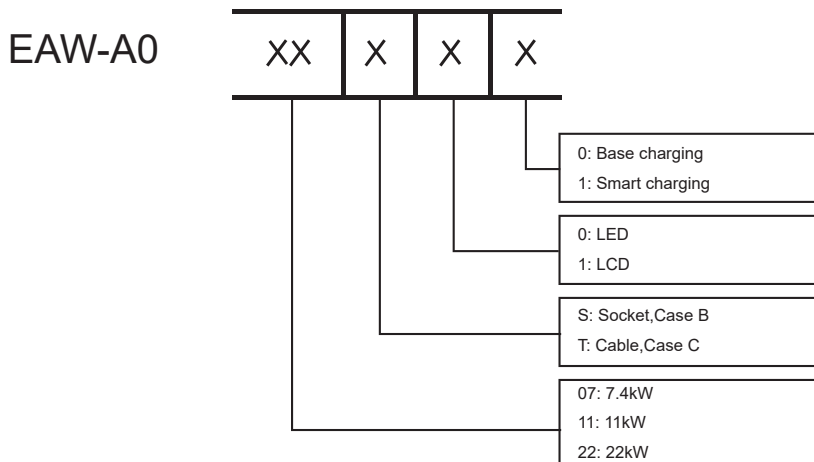 EAW-A0 XX X X X
0: Base charging
1: Smart charging
0: LED
1: LCD
S: Socket,Case B
T: Cable,Case C
07: 7.4kW
11: 11kW
22: 22kW